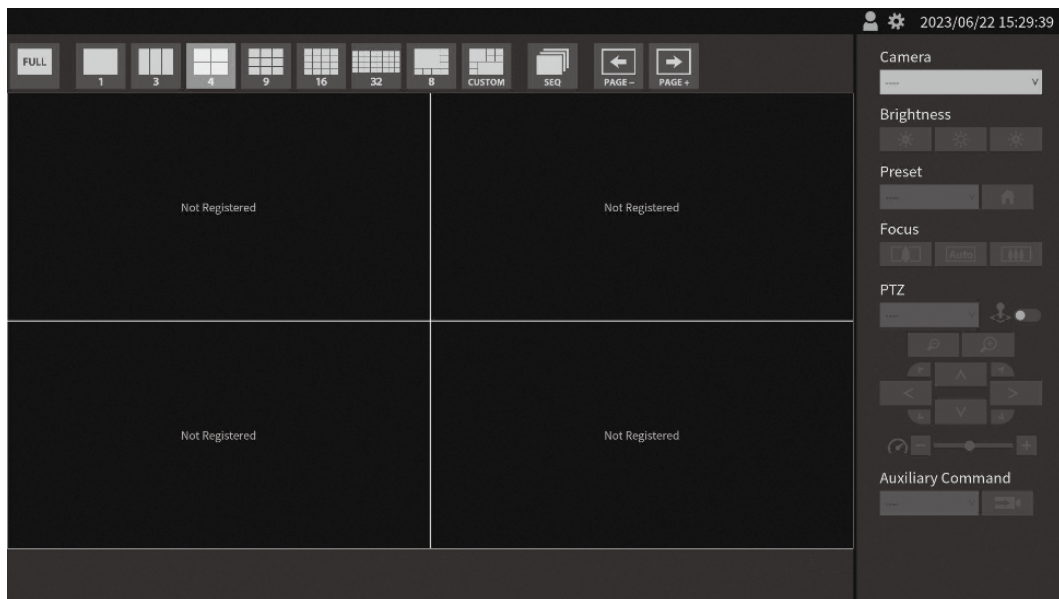 2023/06/22 15:29:39
FULL
1
3
4
9
16
32
8
CUSTOM
SEQ
PAGE−
PAGE+
Not Registered
Not Registered
Not Registered
Not Registered
Camera
----
Brightness
Preset
----
Focus
Auto
PTZ
----
Auxiliary Command
----